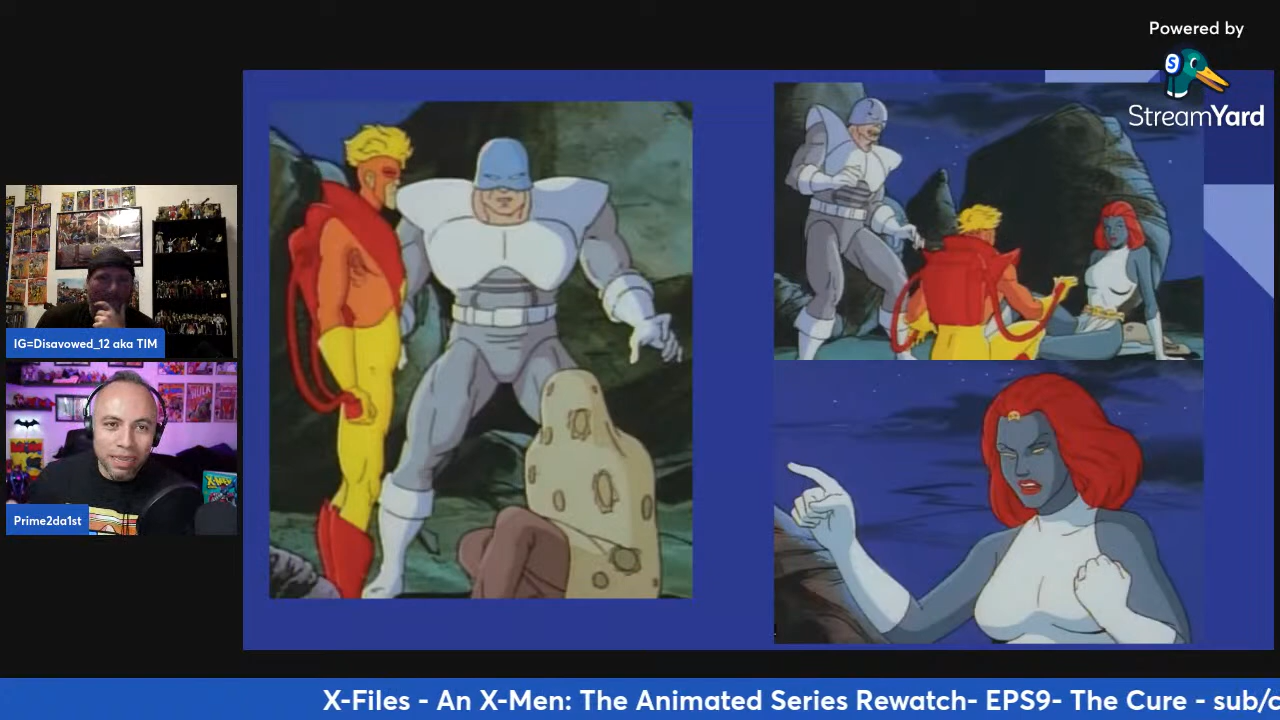 Powered by
StreamYard
IG=Disavowed_12 aka TIM
Prime2da1st
X-Files - An X-Men: The Animated Series Rewatch- EPS9- The Cure - sub/c